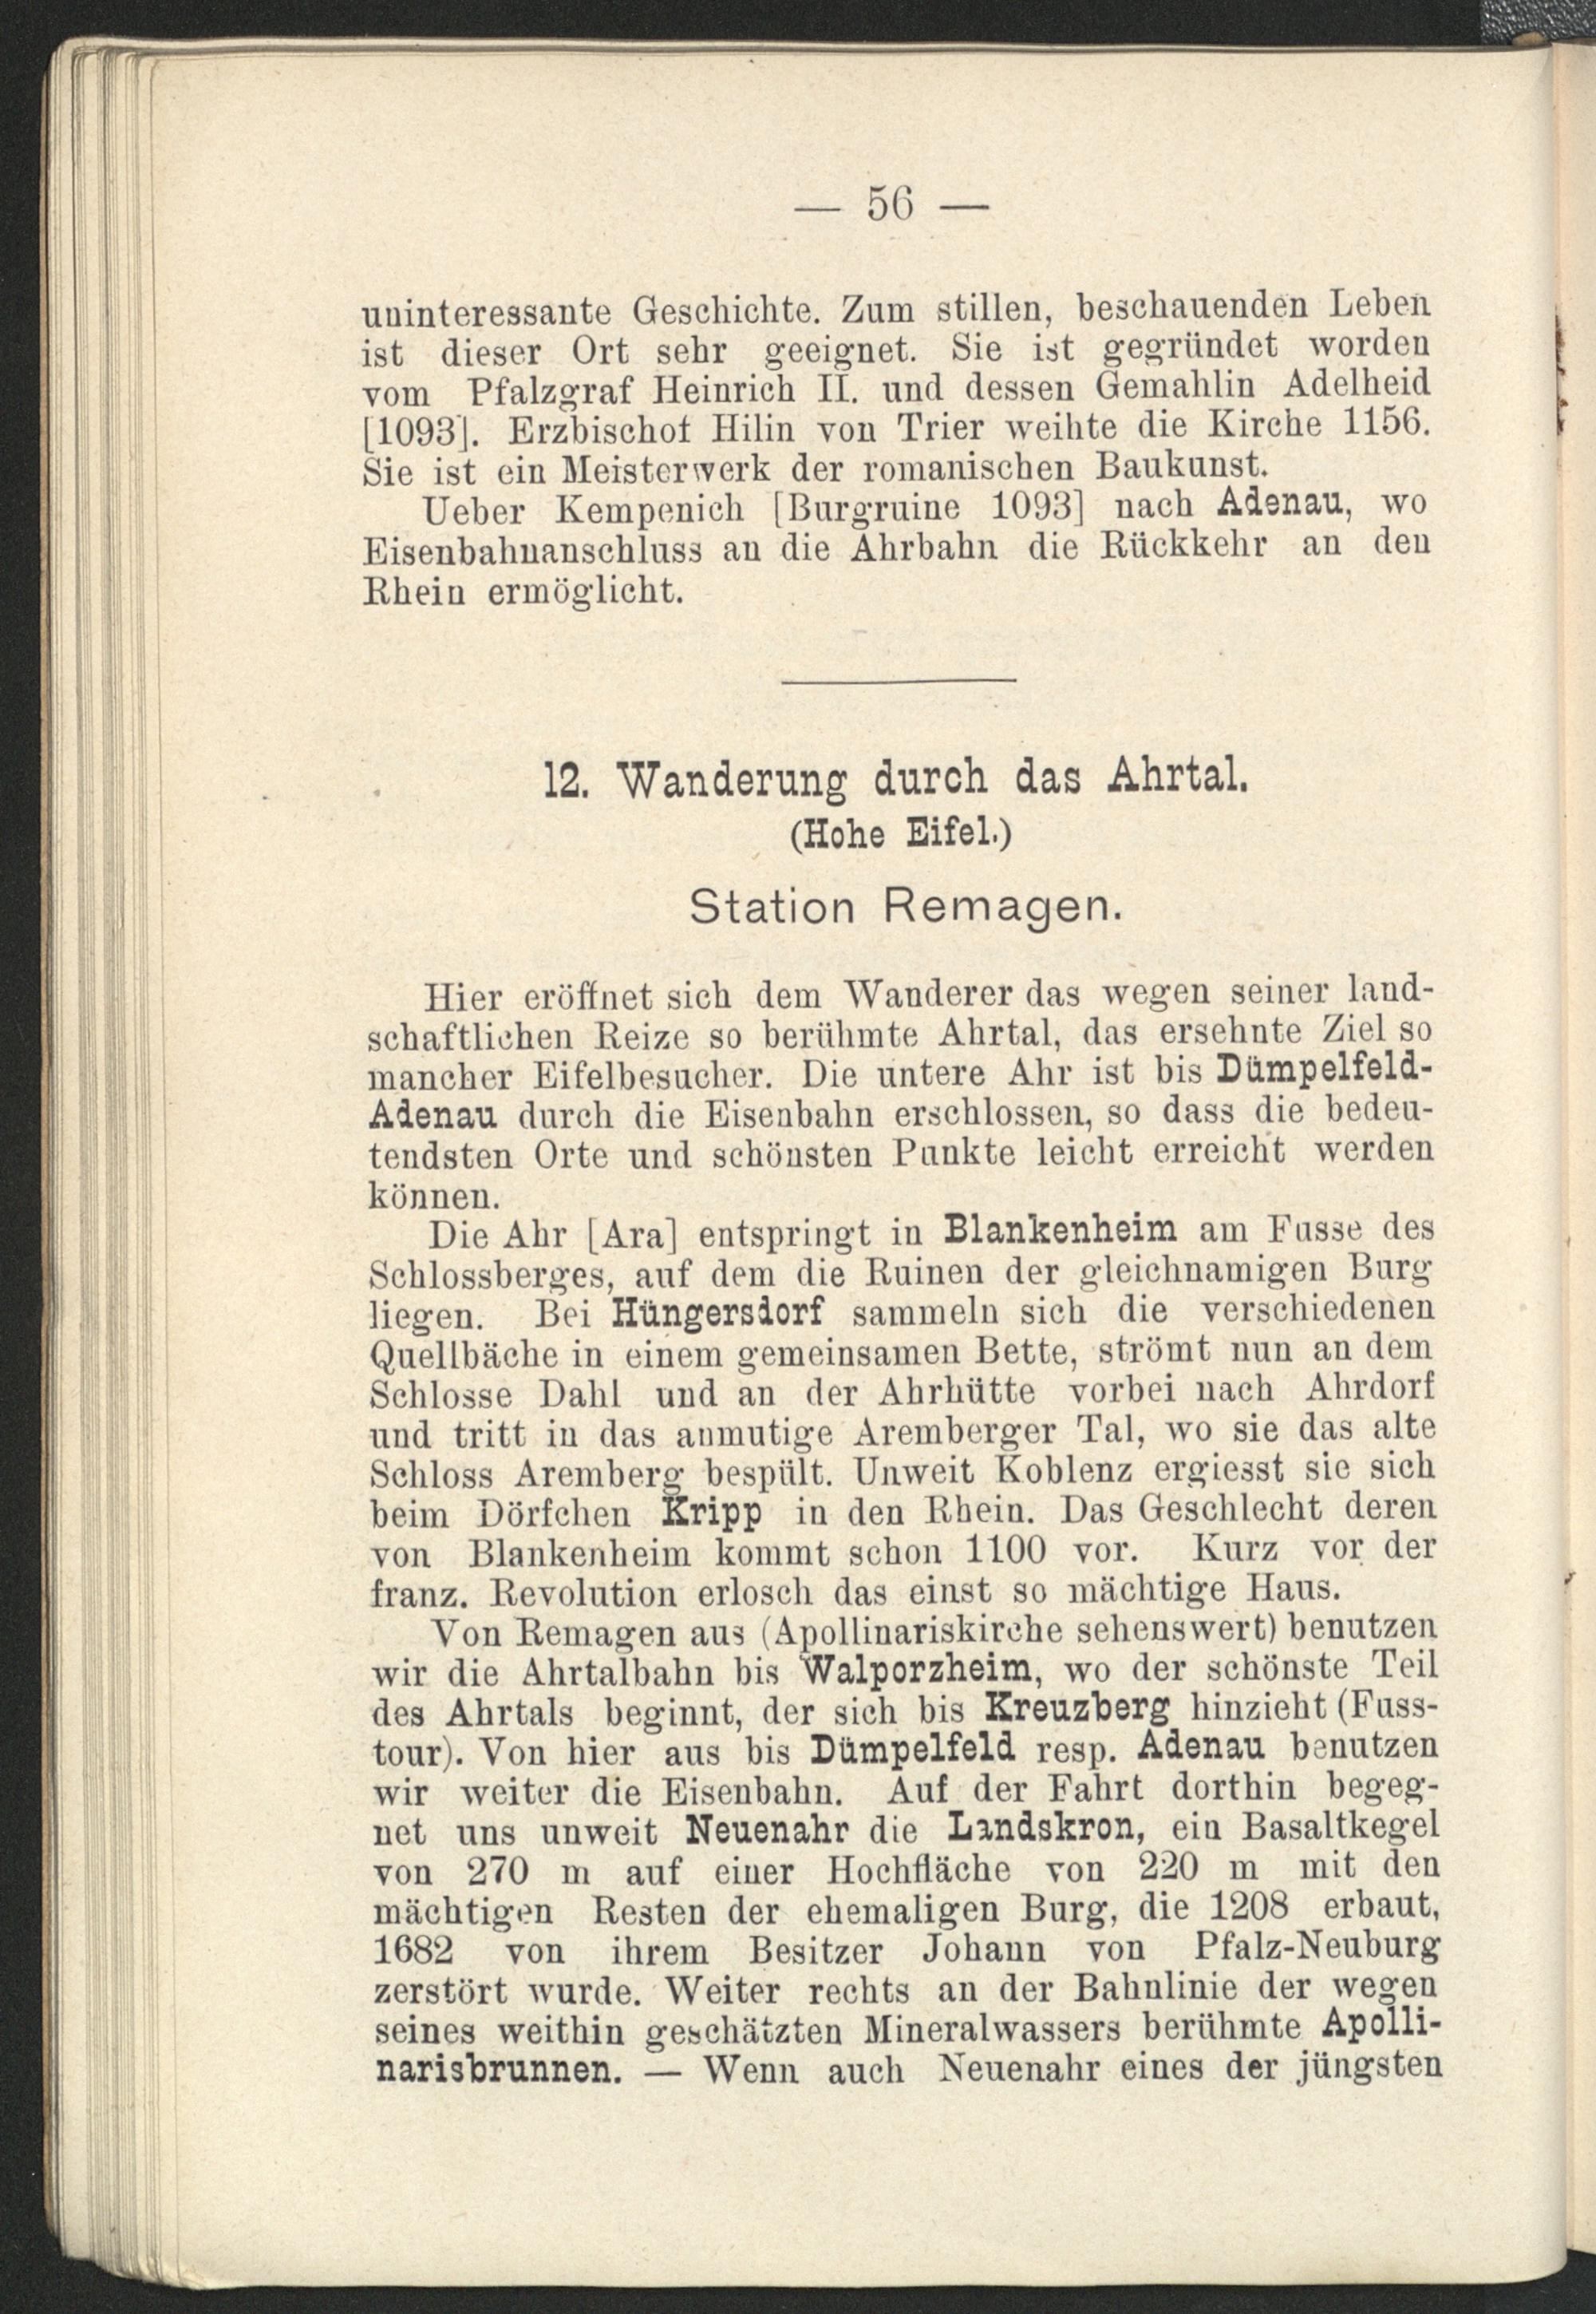 — 56 —
uninteressante Geschichte. Zum stillen, beschauenden Leben
ist dieser Ort sehr geeignet. Sie ist gegründet worden
vom Pfalzgraf Heinrich II. und dessen Gemahlin Adelheid
[1093]. Erzbischof Hilin von Trier weihte die Kirche 1156.
Sie ist ein Meisterwerk der romanischen Baukunst.
Ueber Kempenich [Burgruine 1093] nach Adenau, wo
Eisenbahnanschluss an die Ahrbahn die Rückkehr an den
Rhein ermöglicht.
12. Wanderung durch das Ahrtal.
(Hohe Eifel.)
Station Remagen.
Hier eröffnet sich dem Wanderer das wegen seiner land-
schaftlichen Reize so berühmte Ahrtal, das ersehnte Ziel so
mancher Eifelbesucher. Die untere Ahr ist bis Dümpelfeld-
Adenau durch die Eisenbahn erschlossen, so dass die bedeu-
tendsten Orte und schönsten Punkte leicht erreicht werden
können.
Die Ahr [Ara] entspringt in Blankenheim am Fusse des
Schlossberges, auf dem die Ruinen der gleichnamigen Burg
liegen. Bei Hüngersdorf sammeln sich die verschiedenen
Quellbäche in einem gemeinsamen Bette, strömt nun an dem
Schlosse Dahl und an der Ahrhütte vorbei nach Ahrdorf
und tritt in das anmutige Aremberger Tal, wo sie das alte
Schloss Aremberg bespült. Unweit Koblenz ergiesst sie sich
beim Dörfchen Kripp in den Rhein. Das Geschlecht deren
von Blankenheim kommt schon 1100 vor. Kurz vor der
franz. Revolution erlosch das einst so mächtige Haus.
Von Remagen aus (Apollinariskirche sehenswert) benutzen
wir die Ahrtalbahn bis Walporzheim, wo der schönste Teil
des Ahrtals beginnt, der sich bis Kreuzberg hinzieht (Fuss-
tour). Von hier aus bis Dümpelfeld resp. Adenau benutzen
wir weiter die Eisenbahn. Auf der Fahrt dorthin begeg-
net uns unweit Neuenahr die Landskron, ein Basaltkegel
von 270 m auf einer Hochfläche von 220 m mit den
mächtigen Resten der ehemaligen Burg, die 1208 erbaut,
1682 von ihrem Besitzer Johann von Pfalz-Neuburg
zerstört wurde. Weiter rechts an der Bahnlinie der wegen
seines weithin geschätzten Mineralwassers berühmte Apolli-
narisbrunnen. — Wenn auch Neuenahr eines der jüngsten